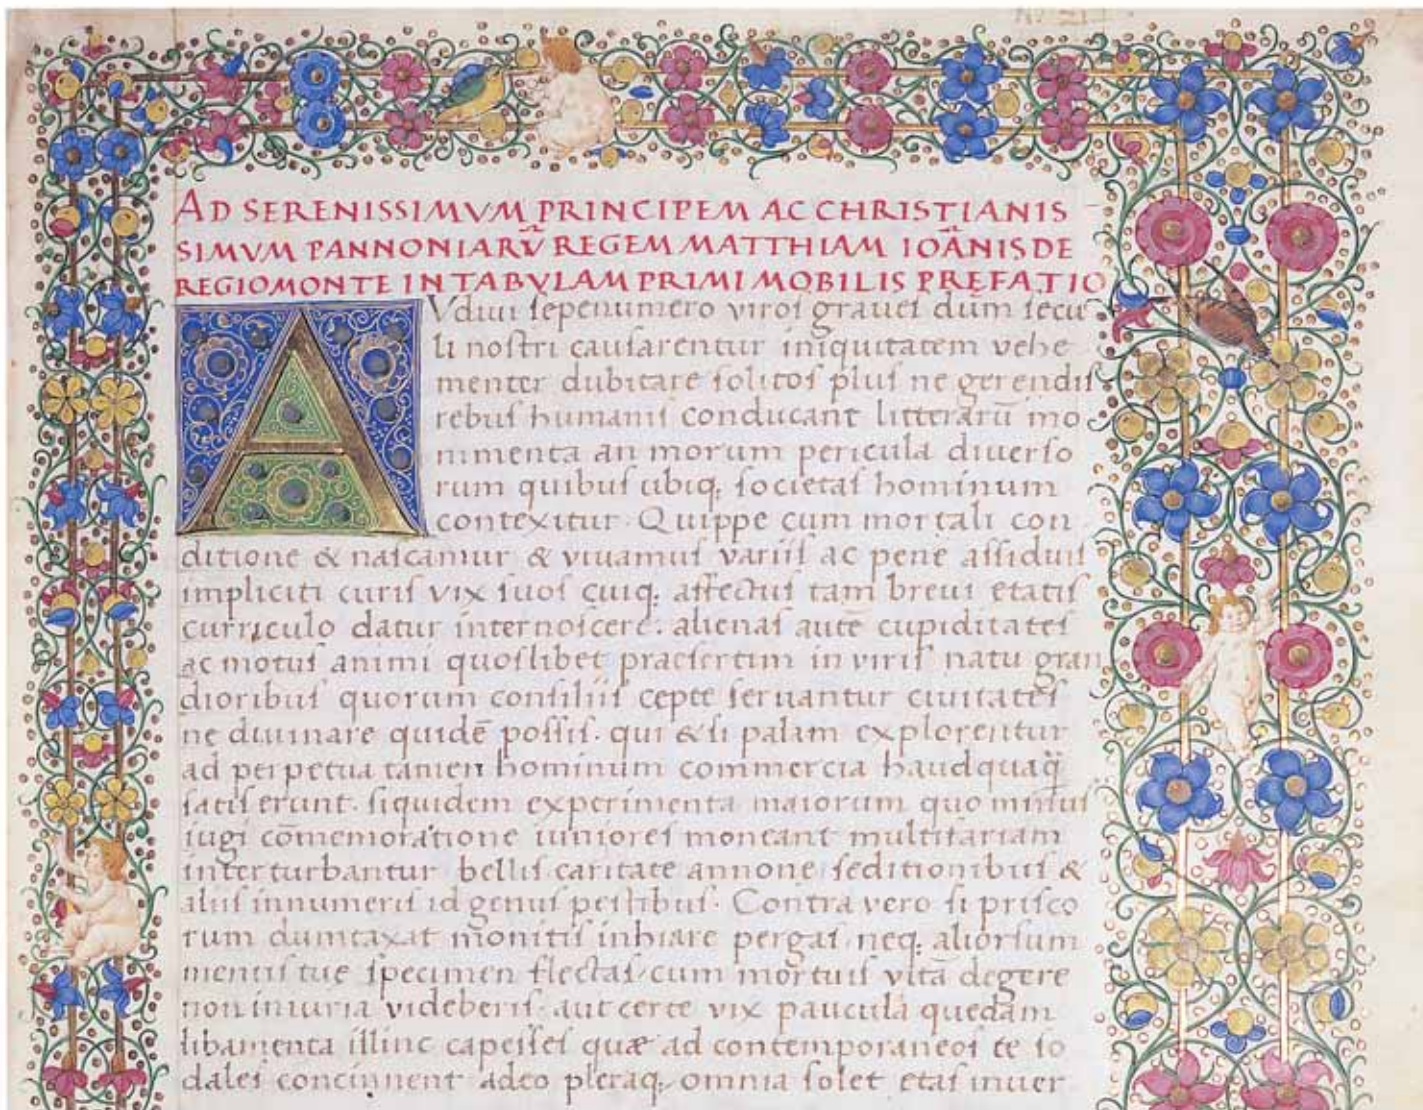 AD SERENISSIMVM PRINCIPEM AC CHRISTIANIS
SIMVM PANNONIARV̄ REGEM MATTHIAM IOĀNIS DE
REGIOMONTE IN TABVLAM PRIMI MOBILIS PRĘFATIO
AVdiui sepenumero viros graues dum secu
li nostri causarentur iniquitatem vehe
menter dubitare solitos plus ne gerendis
rebus humanis conducant litterarū mo
nimenta an morum pericula diuerso
rum quibus ubiq; societas hominum
contexitur. Quippe cum mortali con
ditione & nascamur & viuamus variis ac pene assiduis
impliciti curis vix suos cuiq; affectus tam breui etatis
curriculo datur internoscere. alienas autē cupiditates
ac motus animi quoslibet praesertim in viris natu gran
dioribus quorum consiliis cepte seruantur ciuitates
ne diuinare quidē possis. qui & si palam explorentur
ad perpetua tamen hominum commercia haudquaq̄
satis erunt. siquidem experimenta maiorum quo minus
iugi cōmemoratione iuniores moneant multifariam
interturbantur bellis caritate annone seditionibus &
aliis innumeris id genus pestibus. Contra vero si prisco
rum dumtaxat monitis inhiare pergas neq; aliorsum
mentis tue specimen flectas/cum mortuis vitā degere
non iniuria videberis. aut certe vix paucula quedam
libamenta illinc capesses quæ ad contemporaneos te so
dales concinnent adeo pleraq; omnia solet etas inuer